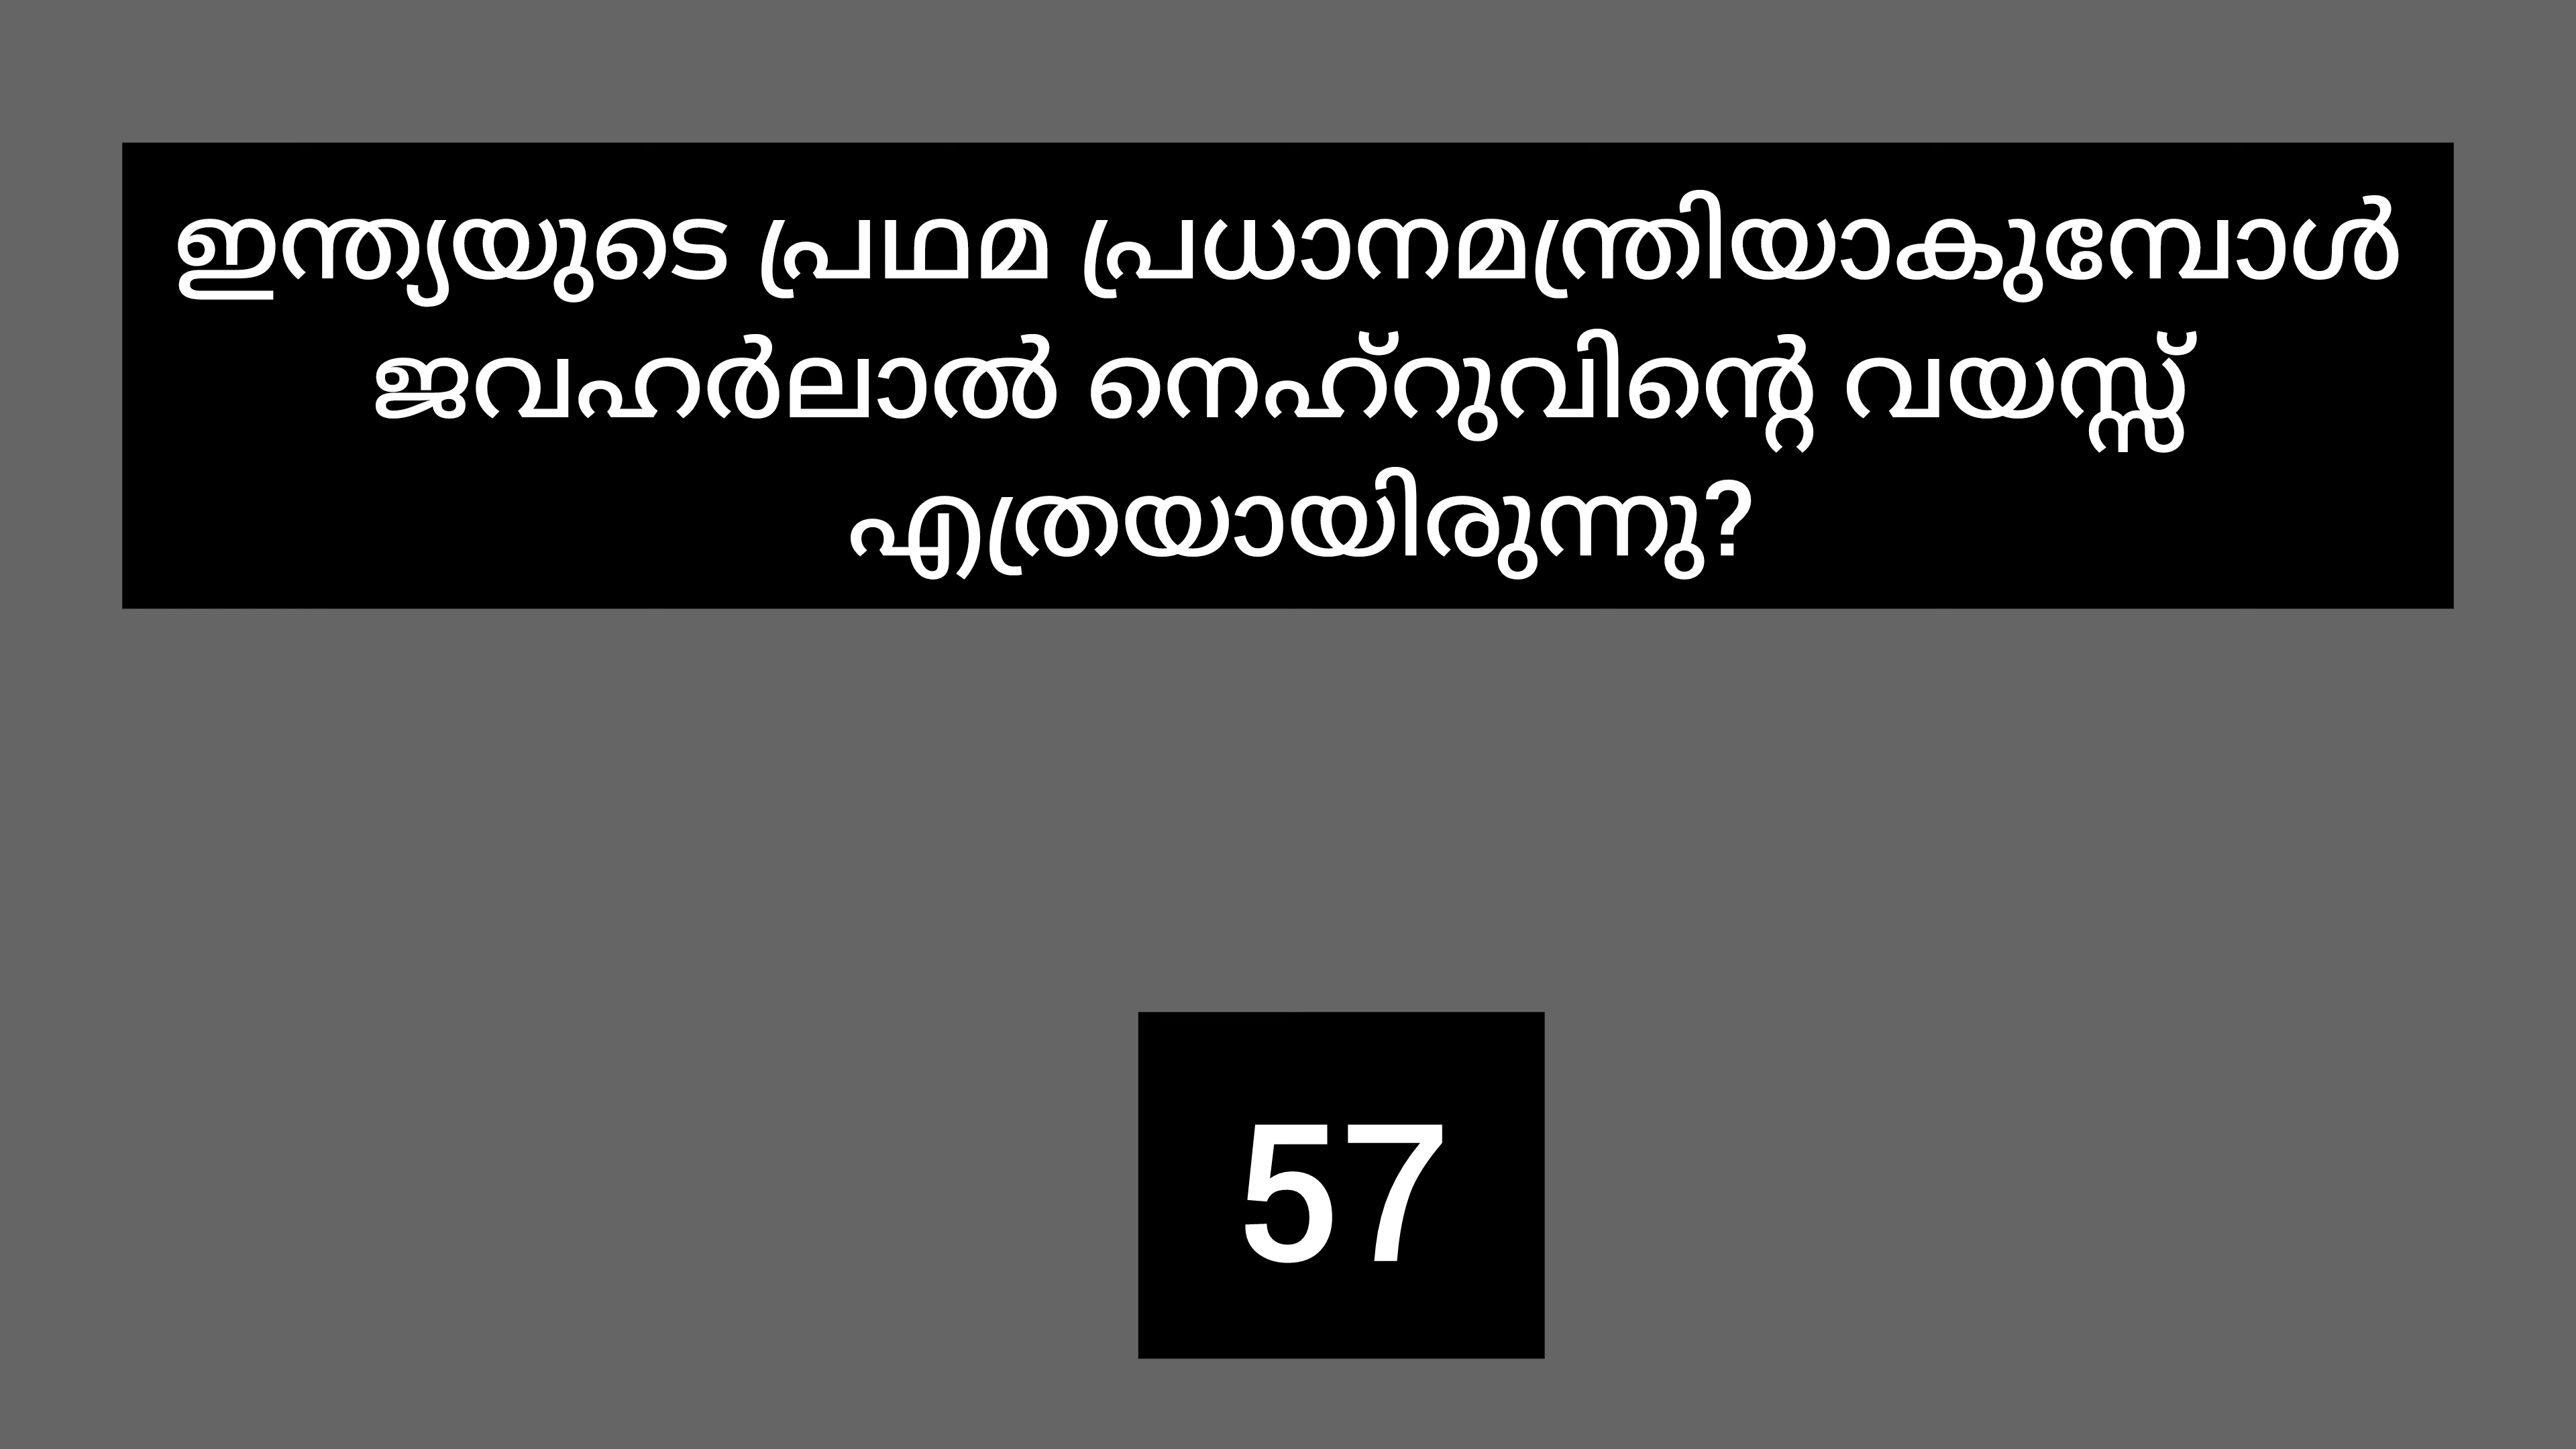 ഇന്ത്യയുടെ പ്രഥമ പ്രധാനമന്ത്രിയാകുമ്പോൾ
ജവഹർലാൽ നെഹ്റുവിന്റെ വയസ്സ്
എത്രയായിരുന്നു?
57